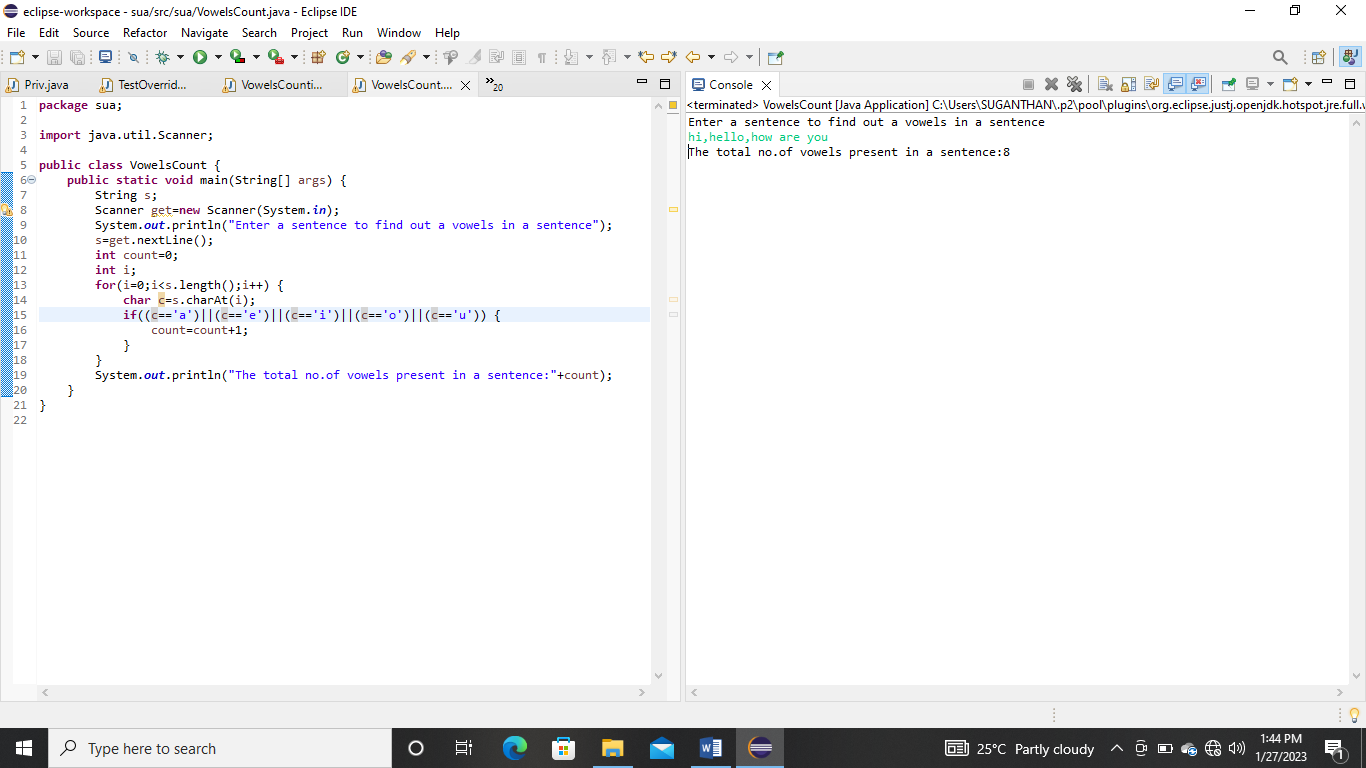 eclipse-workspace - sua/src/sua/VowelsCount.java - Eclipse IDE
File Edit Source Refactor Navigate Search Project Run Window Help
Priv.java TestOverrid... VowelsCounti... VowelsCount.... »20
1 package sua;
2
3 import java.util.Scanner;
4
5 public class VowelsCount {
6 public static void main(String[] args) {
7 String s;
8 Scanner get=new Scanner(System.in);
9 System.out.println("Enter a sentence to find out a vowels in a sentence");
10 s=get.nextLine();
11 int count=0;
12 int i;
13 for(i=0;i<s.length();i++) {
14 char c=s.charAt(i);
15 if((c=='a')||(c=='e')||(c=='i')||(c=='o')||(c=='u')) {
16 count=count+1;
17 }
18 }
19 System.out.println("The total no.of vowels present in a sentence:"+count);
20 }
21 }
22
Console
<terminated> VowelsCount [Java Application] C:\Users\SUGANTHAN\.p2\pool\plugins\org.eclipse.justj.openjdk.hotspot.jre.full.v
Enter a sentence to find out a vowels in a sentence
hi,hello,how are you
The total no.of vowels present in a sentence:8
Type here to search
25°C Partly cloudy
1:44 PM
1/27/2023
1